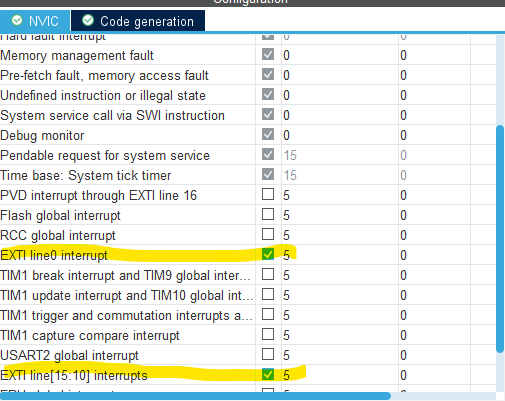 Configuration
NVIC Code generation
Hard fault interrupt 0 0
Memory management fault 0 0
Pre-fetch fault, memory access fault 0 0
Undefined instruction or illegal state 0 0
System service call via SWI instruction 0 0
Debug monitor 0 0
Pendable request for system service 15 0
Time base: System tick timer 15 0
PVD interrupt through EXTI line 16 5 0
Flash global interrupt 5 0
RCC global interrupt 5 0
EXTI line0 interrupt 5 0
TIM1 break interrupt and TIM9 global inter... 5 0
TIM1 update interrupt and TIM10 global int... 5 0
TIM1 trigger and commutation interrupts a... 5 0
TIM1 capture compare interrupt 5 0
USART2 global interrupt 5 0
EXTI line[15:10] interrupts 5 0